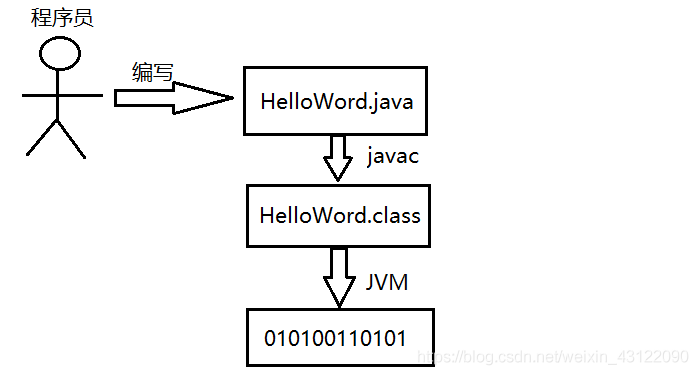 程序员
编写
HelloWord.java
javac
HelloWord.class
JVM
010100110101
https://blog.csdn.net/weixin_43122090